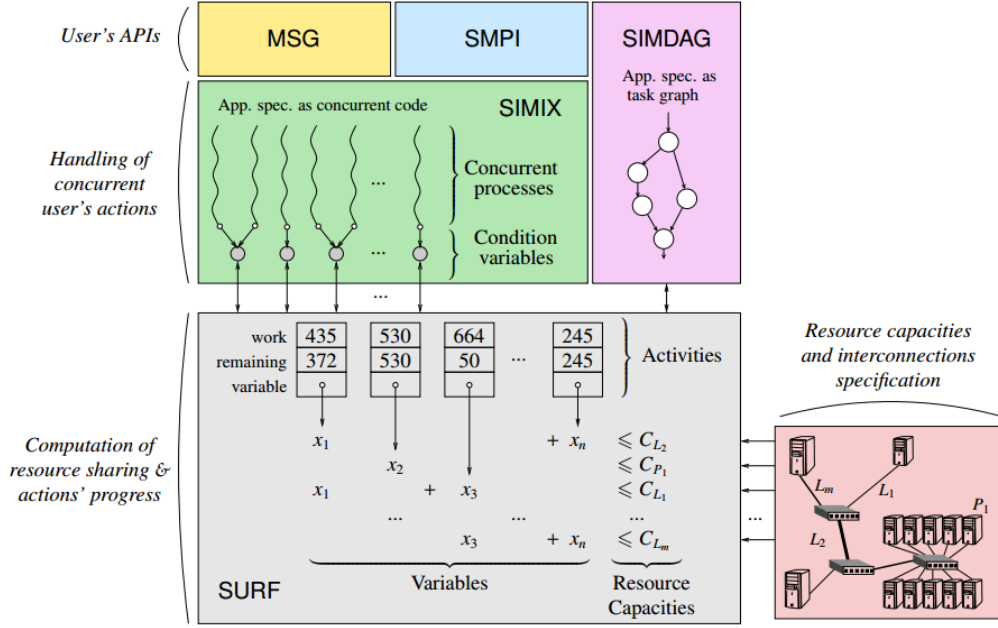 User's APIs
MSG
SMPI
SIMDAG
App. spec. as
task graph
App. spec. as concurrent code
SIMIX
Handling of
concurrent
user's actions
Concurrent
processes
...
Condition
variables
...
...
work 435 530 664 245
remaining 372 530 50 ... 245
variable
Activities
Computation of
resource sharing &
actions' progress
x1 + xn ⩽ CL2
x2 ⩽ CP1
x1 + x3 ⩽ CL1
... ... ...
x3 + xn ⩽ CLm
SURF
Variables
Resource
Capacities
Resource capacities
and interconnections
specification
...
Lm
L1
P1
L2